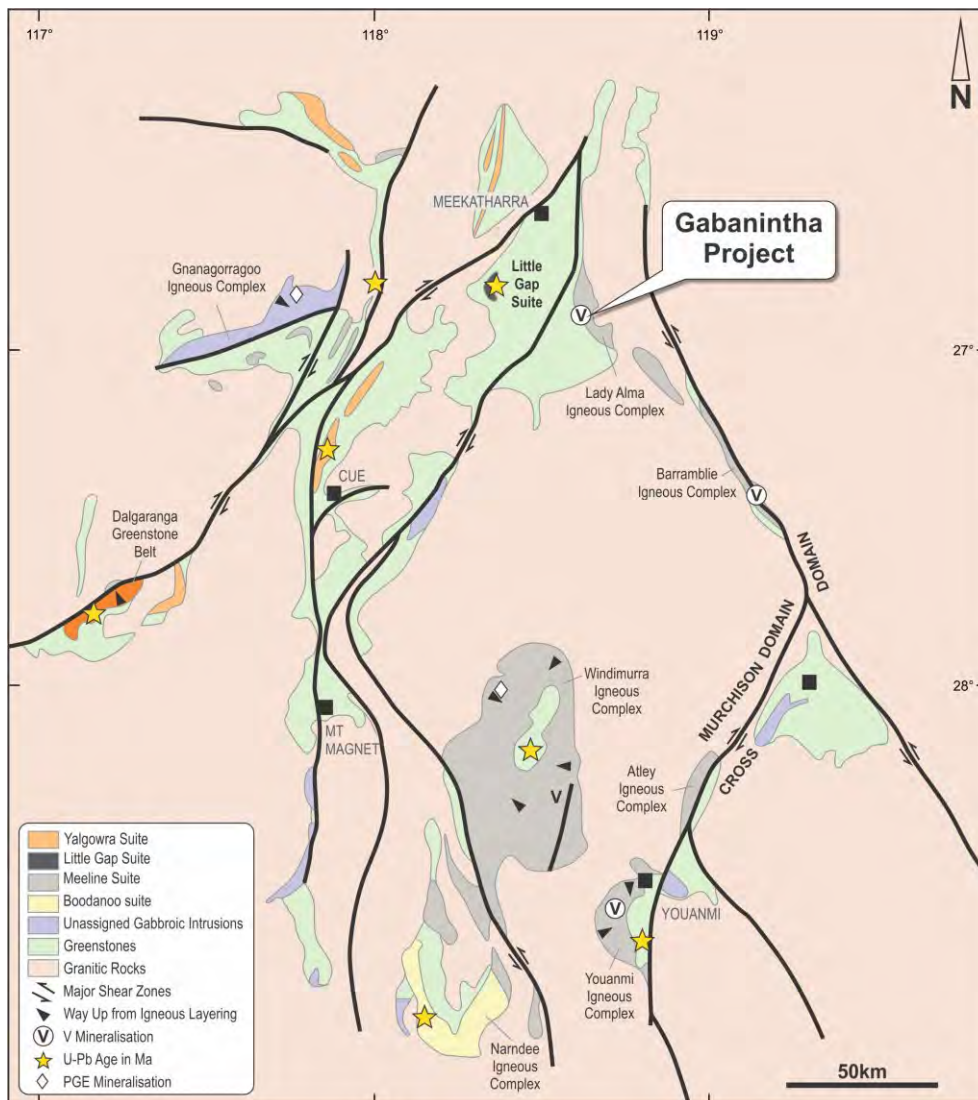 117°
118°
119°
N
MEEKATHARRA
Gabanintha
Project
Gnanagorragoo
Igneous Complex
Little
Gap
Suite
V
27°
27°
Lady Alma
Igneous Complex
CUE
Barramblie
Igneous Complex
V
Dalgaranga
Greenstone
Belt
DOMAIN
MURCHISON DOMAIN
CROSS
Windimurra
Igneous
Complex
28°
28°
MT
MAGNET
Atley
Igneous
Complex
V
YOUANMI
V
Youanmi
Igneous
Complex
Narndee
Igneous
Complex
Yalgowra Suite
Little Gap Suite
Meeline Suite
Boodanoo suite
Unassigned Gabbroic Intrusions
Greenstones
Granitic Rocks
Major Shear Zones
Way Up from Igneous Layering
V V Mineralisation
U-Pb Age in Ma
PGE Mineralisation
50km